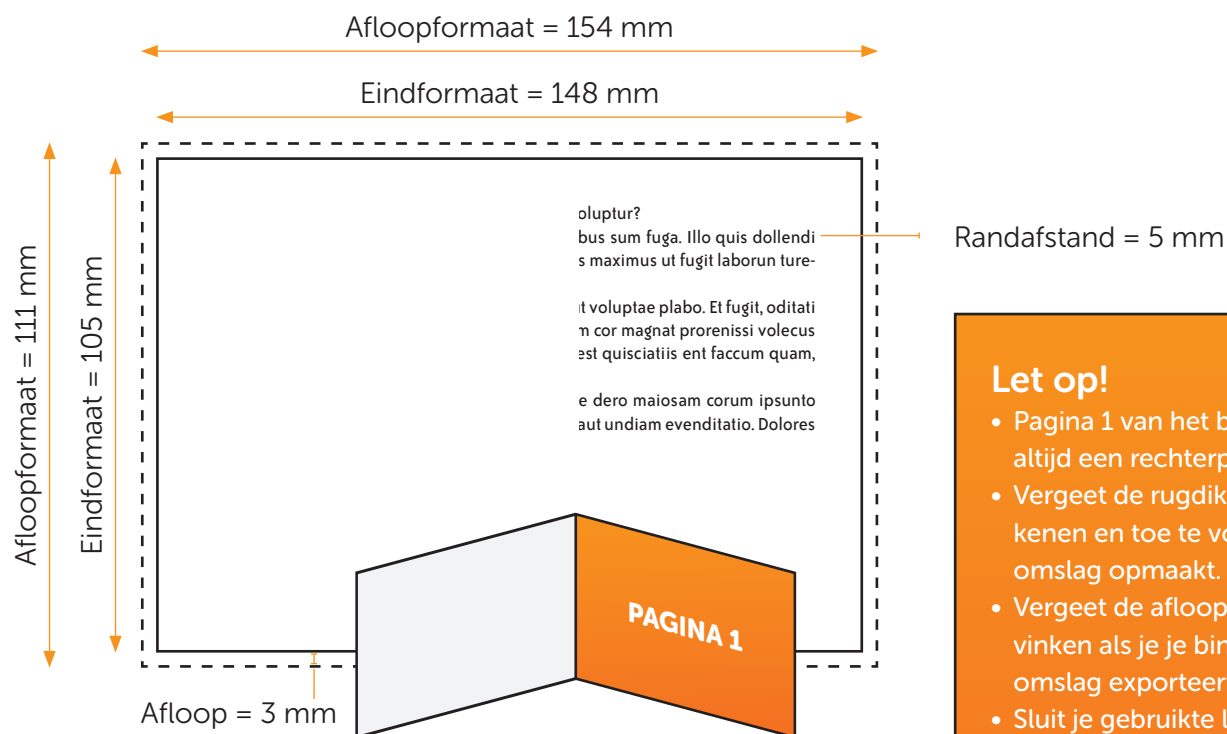 Afloopformaat = 154 mm
Eindformaat = 148 mm
Afloopformaat = 111 mm
Eindformaat = 105 mm
oluptur?
bus sum fuga. Illo quis dollendi
s maximus ut fugit laborun ture-
t voluptae plabo. Et fugit, oditati
m cor magnat prorenissi volecus
est quisciatiis ent faccum quam,
e dero maiosam corum ipsunto
aut undiam evenditatio. Dolores
Randafstand = 5 mm
PAGINA 1
Afloop = 3 mm
Let op!
• Pagina 1 van het b
altijd een rechterp
• Vergeet de rugdik
kenen en toe te vo
omslag opmaakt.
• Vergeet de afloop
vinken als je je bin
omslag exporteer
• Sluit je gebruikte l